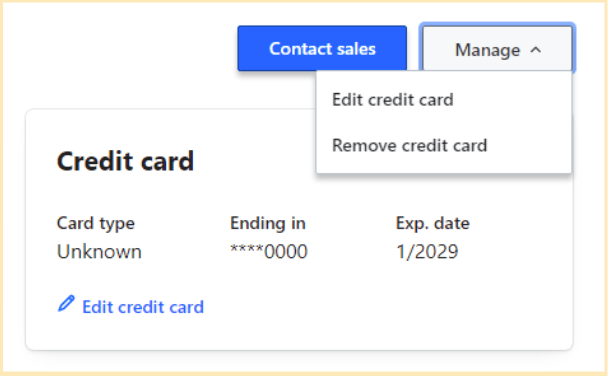 Contact sales
Manage
Edit credit card
Remove credit card
Credit card
Card type Ending in Exp. date
Unknown ****0000 1/2029
Edit credit card